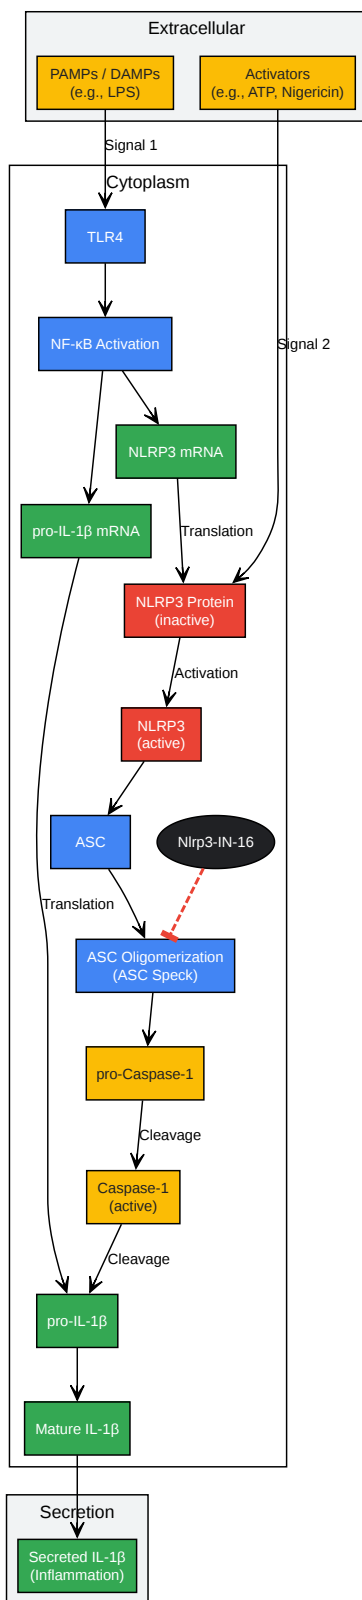 Extracellular
PAMPs / DAMPs
(e.g., LPS)
Activators
(e.g., ATP, Nigericin)
Signal 1
Cytoplasm
TLR4
NF-κB Activation
Signal 2
NLRP3 mRNA
pro-IL-1β mRNA
Translation
NLRP3 Protein
(inactive)
Activation
NLRP3
(active)
ASC
Nlrp3-IN-16
Translation
ASC Oligomerization
(ASC Speck)
pro-Caspase-1
Cleavage
Caspase-1
(active)
Cleavage
pro-IL-1β
Mature IL-1β
Secretion
Secreted IL-1β
(Inflammation)